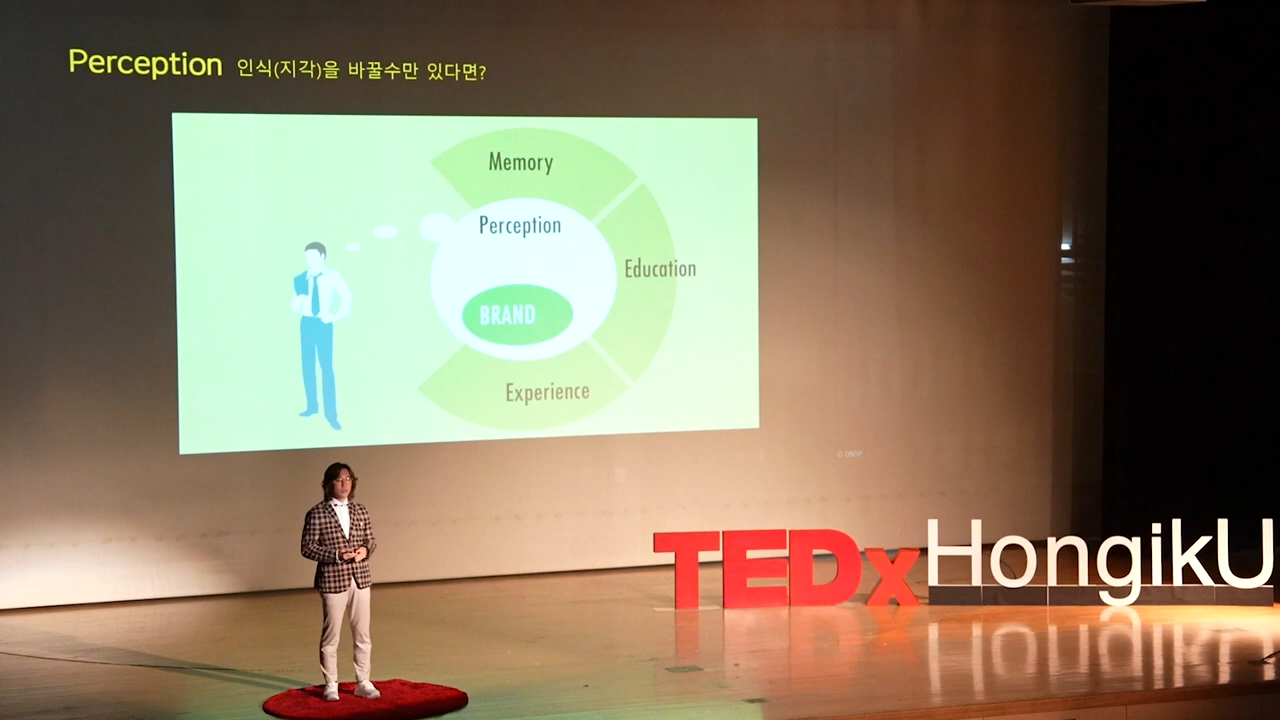 Perception 인식(지각)을 바꿀수만 있다면?
Memory
Perception
Education
BRAND
Experience
TEDxHongikU